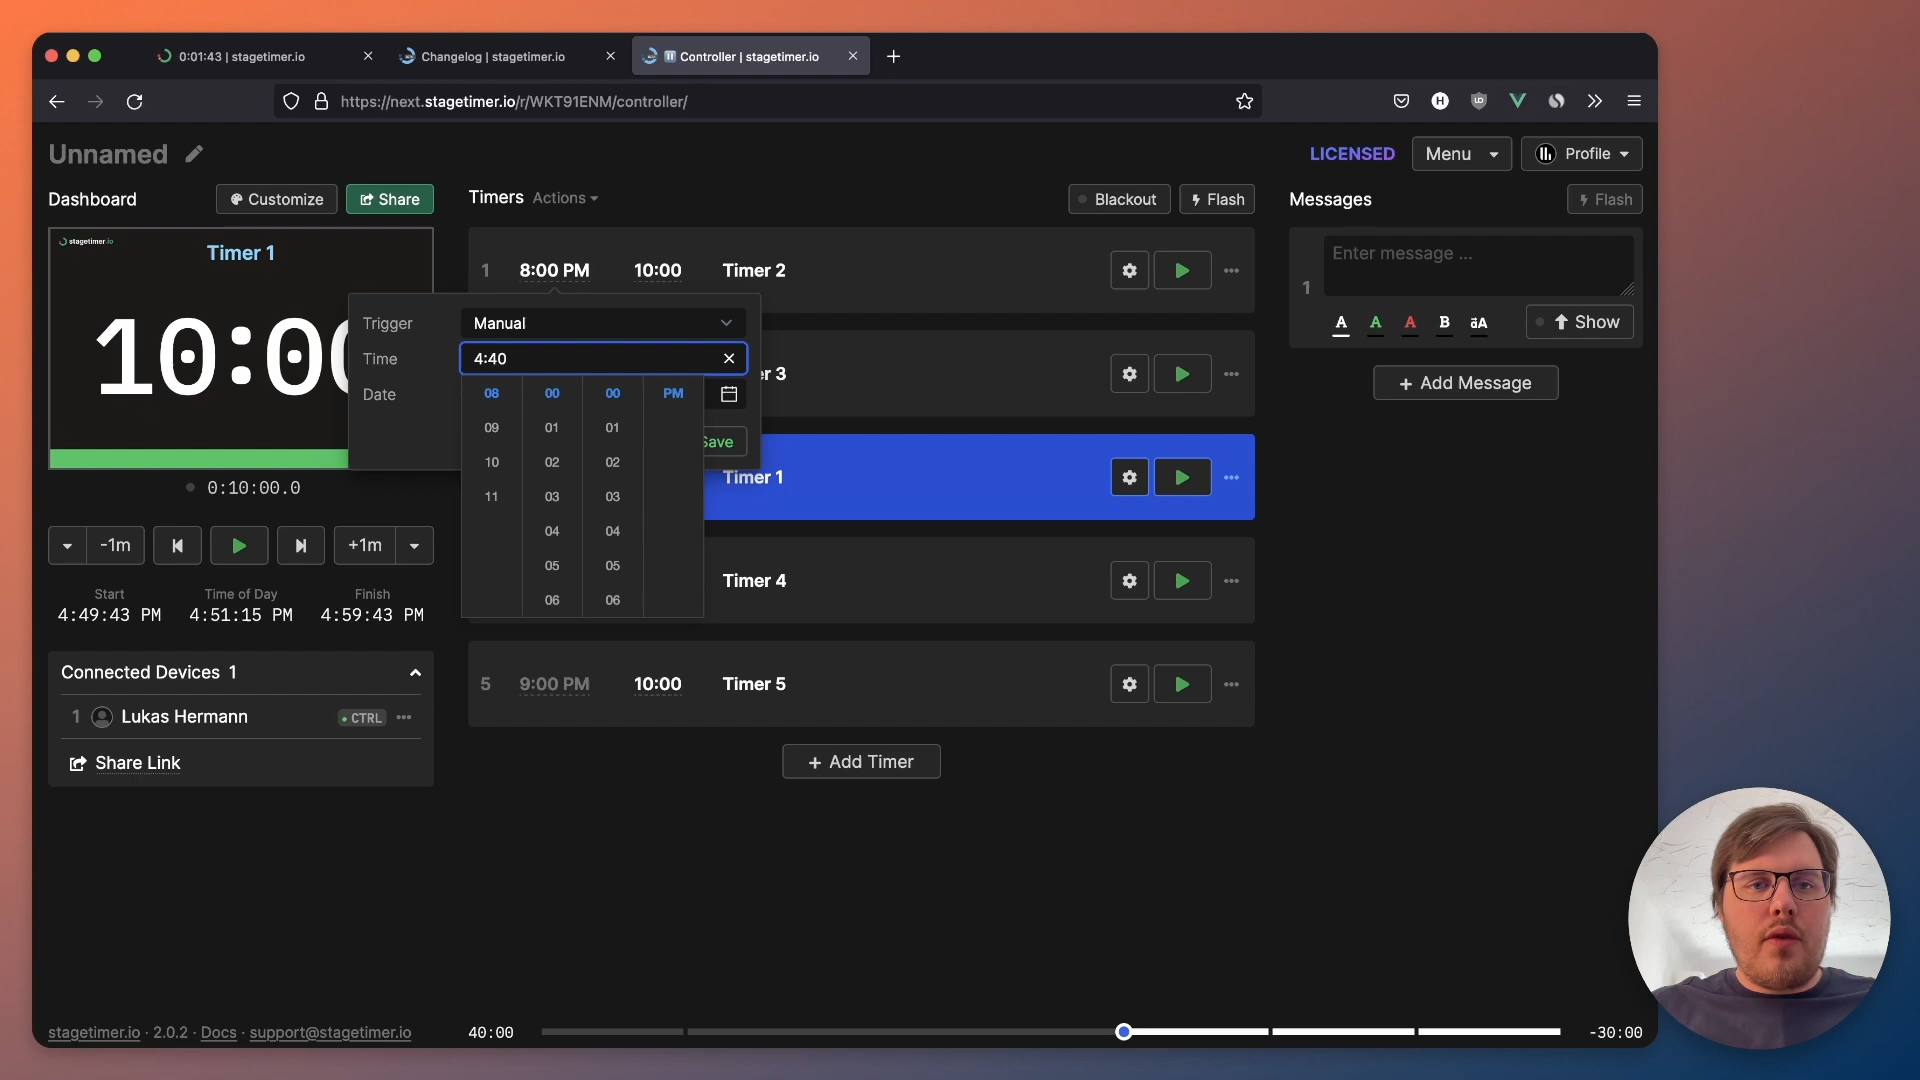 0:01:43 | stagetimer.io
Changelog | stagetimer.io
Controller | stagetimer.io
https://next.stagetimer.io/r/WKT91ENM/controller/
Unnamed
LICENSED
Menu
Profile
Dashboard
Customize
Share
Timers
Actions
Blackout
Flash
Messages
Flash
stagetimer.io
Timer 1
10:00
0:10:00.0
-1m
+1m
Start
Time of Day
Finish
4:49:43 PM
4:51:15 PM
4:59:43 PM
Connected Devices 1
1 Lukas Hermann
CTRL
Share Link
1 8:00 PM 10:00 Timer 2
Trigger
Manual
Time
4:40
Date
08 00 00 PM
09 01 01
10 02 02
11 03 03
04 04
05 05
06 06
Save
er 3
Timer 1
Timer 4
5 9:00 PM 10:00 Timer 5
+ Add Timer
Enter message ...
1
A A A B āA
Show
+ Add Message
stagetimer.io · 2.0.2 · Docs · support@stagetimer.io
40:00
-30:00